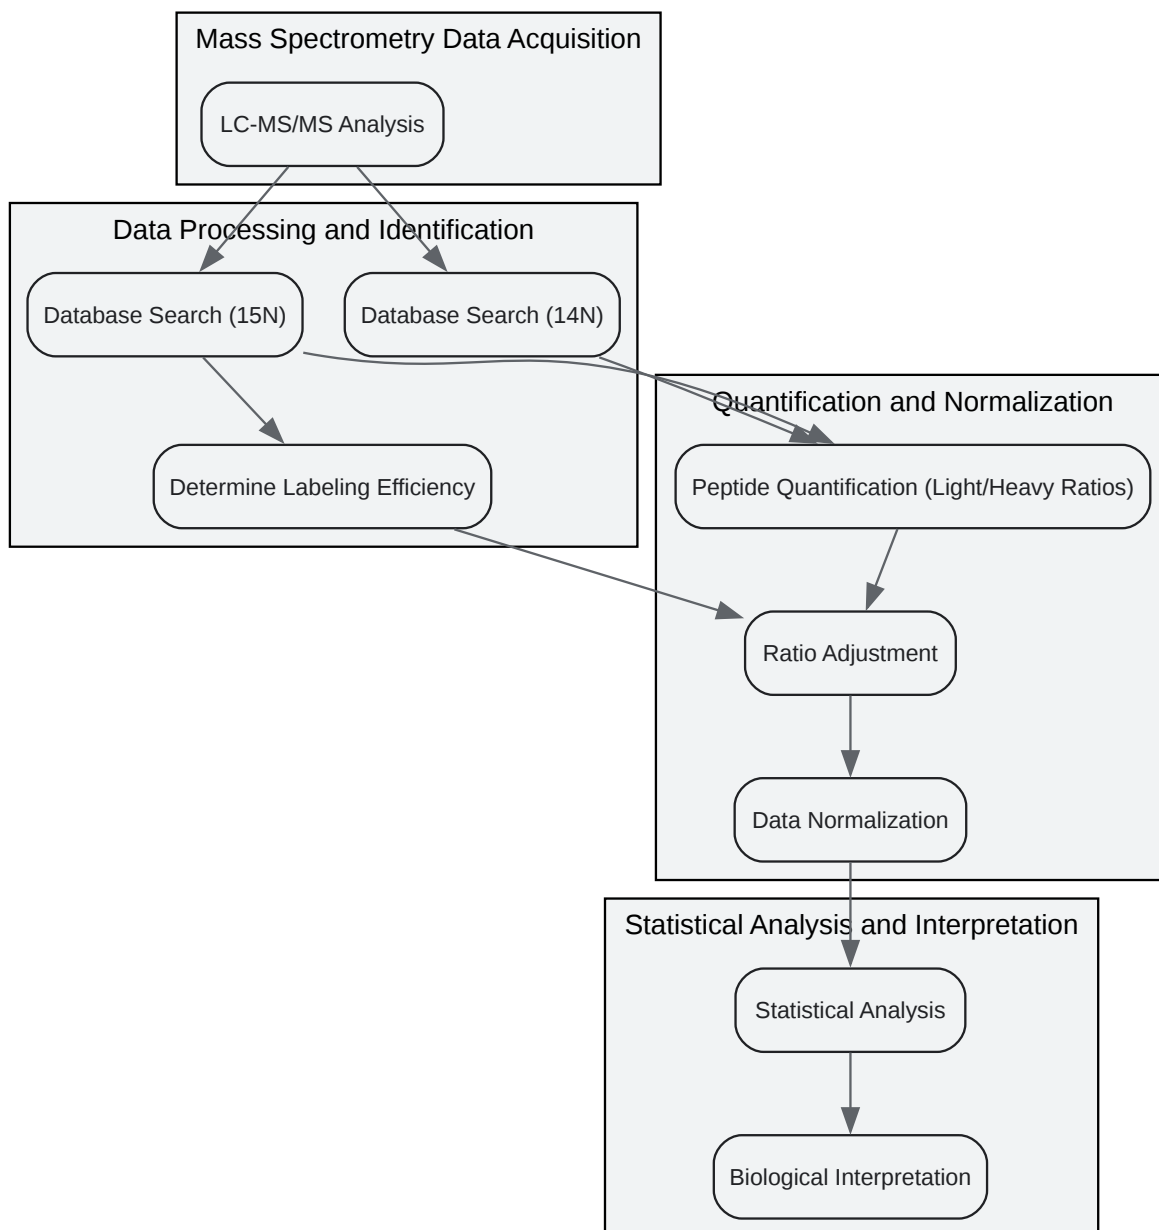 Mass Spectrometry Data Acquisition
LC-MS/MS Analysis
Data Processing and Identification
Database Search (15N)
Database Search (14N)
Determine Labeling Efficiency
Quantification and Normalization
Peptide Quantification (Light/Heavy Ratios)
Ratio Adjustment
Data Normalization
Statistical Analysis and Interpretation
Statistical Analysis
Biological Interpretation